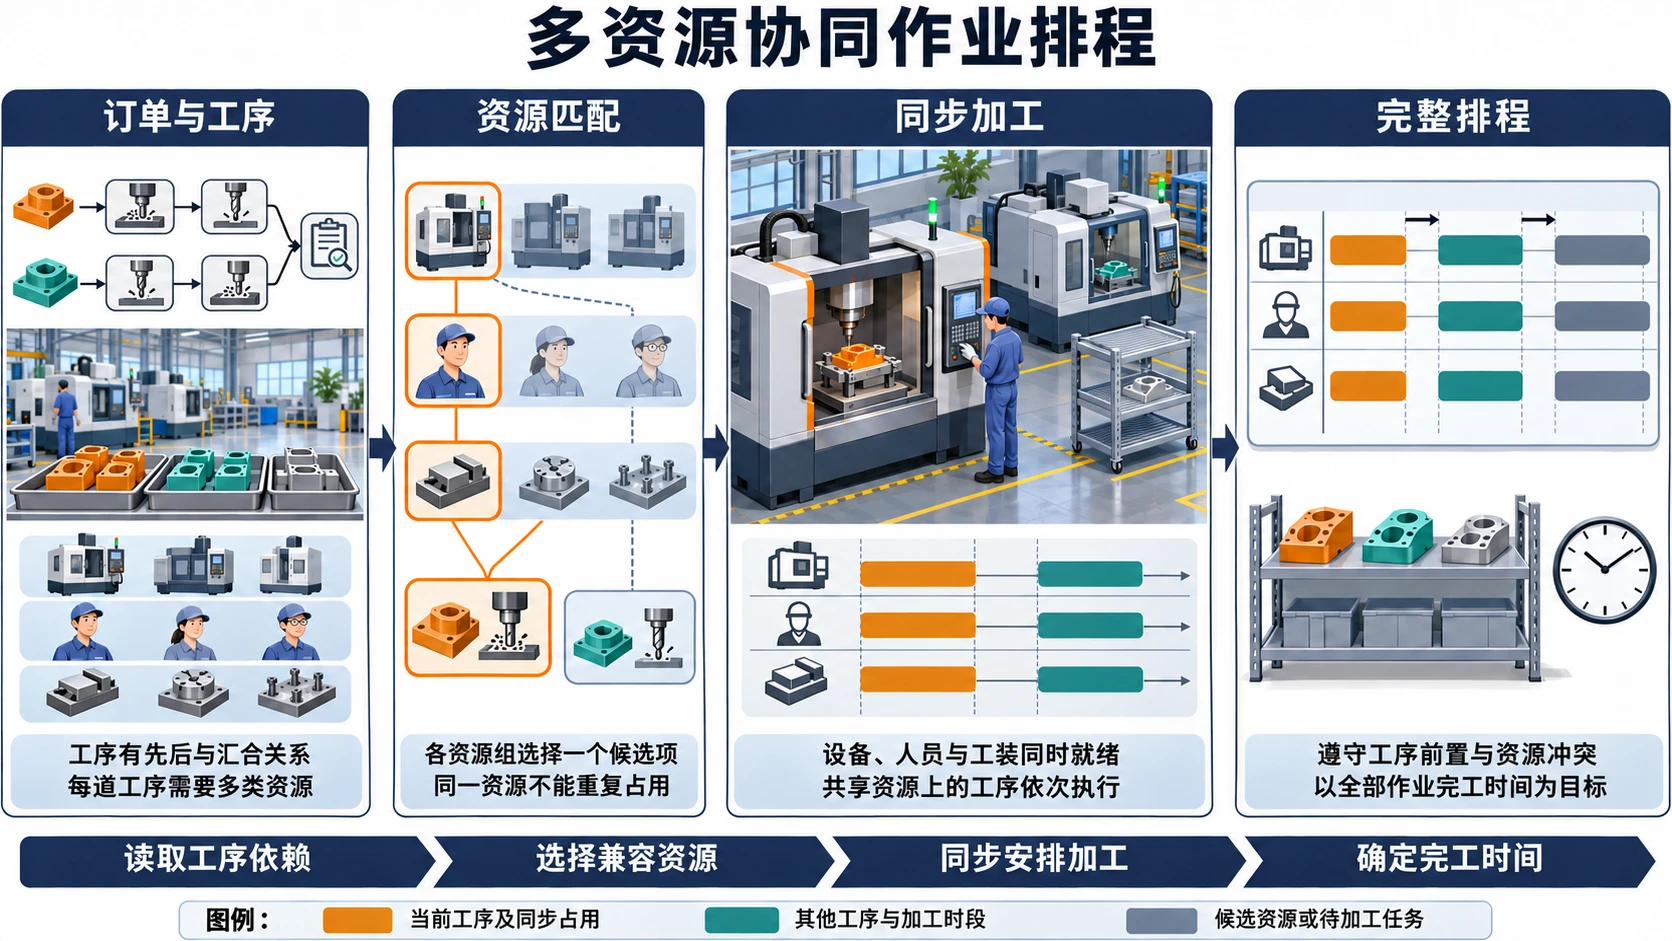 多资源协同作业排程
订单与工序
资源匹配
同步加工
完整排程
工序有先后与汇合关系
每道工序需要多类资源
各资源组选择一个候选项
同一资源不能重复占用
设备、人员与工装同时就绪
共享资源上的工序依次执行
遵守工序前置与资源冲突
以全部作业完工时间为目标
读取工序依赖
选择兼容资源
同步安排加工
确定完工时间
图例：
当前工序及同步占用
其他工序与加工时段
候选资源或待加工任务